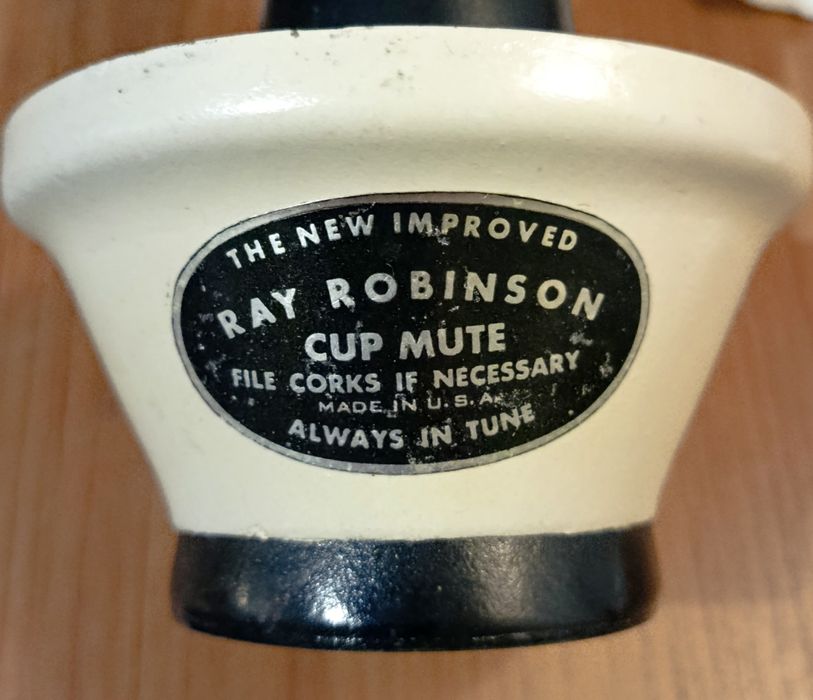 THE NEW IMPROVED
RAY ROBINSON
CUP MUTE
FILE CORKS IF NECESSARY
MADE IN U.S.A.
ALWAYS IN TUNE